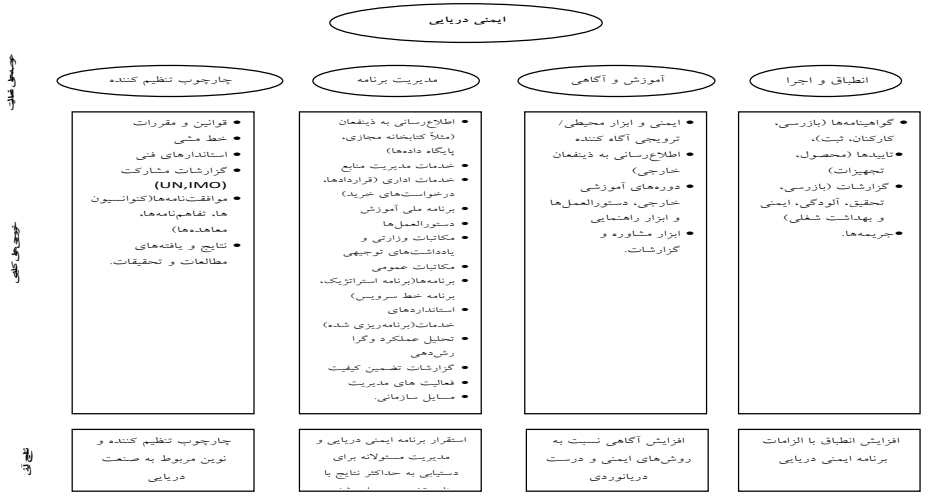 ایمنی دریایی
انطباق و اجرا
آموزش و آگاهی
مدیریت برنامه
چارچوب تنظیم کننده
• گواهینامه‌ها (بازرسی،
کارکنان، ثبت)،
•تاییدها (محصول،
تجهیزات)
• گزارشات (بازرسی،
تحقیق، آلودگی، ایمنی
و بهداشت شغلی)
•جریمه‌ها.
• ایمنی و ابزار محیطی/
ترویجی آگاه کننده
• اطلاع‌رسانی به ذینفعان
خارجی)
• دوره‌های آموزشی
خارجی، دستورالعمل‌ها
و ابزار راهنمایی
• ابزار مشاوره و
گزارشات.
• اطلاع‌رسانی به ذینفعان
(مثلاً کتابخانه مجازی،
پایگاه داده‌ها)
• خدمات مدیریت منابع
• خدمات اداری (قراردادها،
درخواست‌های خرید)
• برنامه ملی آموزش
• دستورالعمل‌ها
• مکاتبات وزارتی و
یادداشت‌های توجیهی
• مکاتبات عمومی
• برنامه‌ها(برنامه استراتژیک،
برنامه خط سرویس)
• استانداردهای
خدمات(برنامه‌ریزی شده)
• تحلیل عملکرد وگزا
رش‌دهی
• گزارشات تضمین کیفیت
• فعالیت های مدیریت
• مسایل سازمانی.
• قوانین و مقررات
• خط مشی
• استاندارهای فنی
• گزارشات مشارکت
(UN,IMO)
• موافقت‌نامه‌ها(کنوانسیون
ها، تفاهم‌نامه‌ها،
معاهده‌ها)
• نتایج و یافته‌های
مطالعات و تحقیقات.
افزایش انطباق با الزامات
برنامه ایمنی دریایی
افزایش آگاهی نسبت به
روش‌های ایمنی و درست
دریانوردی
استقرار برنامه ایمنی دریایی و
مدیریت مسئولانه برای
دستیابی به حداکثر نتایج با
چارچوب تنظیم کننده و
نوین مربوط به صنعت
دریایی